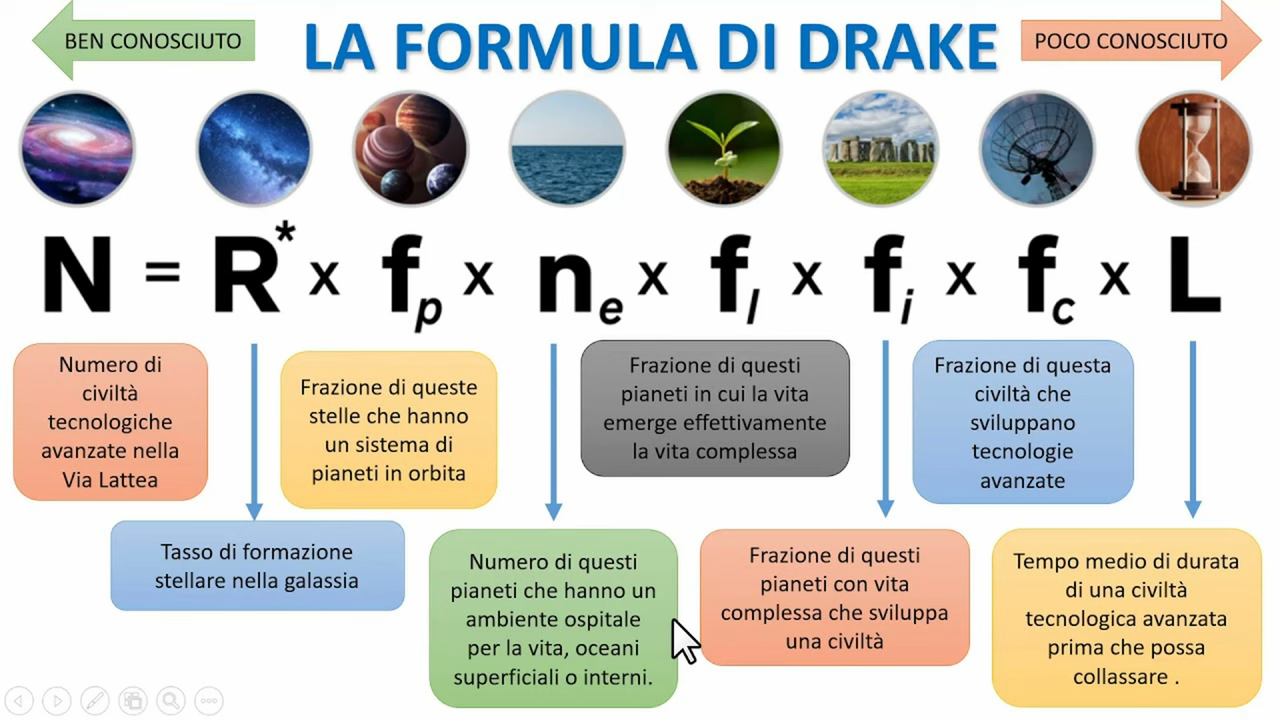 BEN CONOSCIUTO
LA FORMULA DI DRAKE
POCO CONOSCIUTO
N = R* x fp x ne x fl x fi x fc x L
Numero di
civiltà
tecnologiche
avanzate nella
Via Lattea
Tasso di formazione
stellare nella galassia
Frazione di queste
stelle che hanno
un sistema di
pianeti in orbita
Numero di questi
pianeti che hanno un
ambiente ospitale
per la vita, oceani
superficiali o interni.
Frazione di questi
pianeti in cui la vita
emerge effettivamente
la vita complessa
Frazione di questi
pianeti con vita
complessa che sviluppa
una civiltà
Frazione di questa
civiltà che
sviluppano
tecnologie
avanzate
Tempo medio di durata
di una civiltà
tecnologica avanzata
prima che possa
collassare .